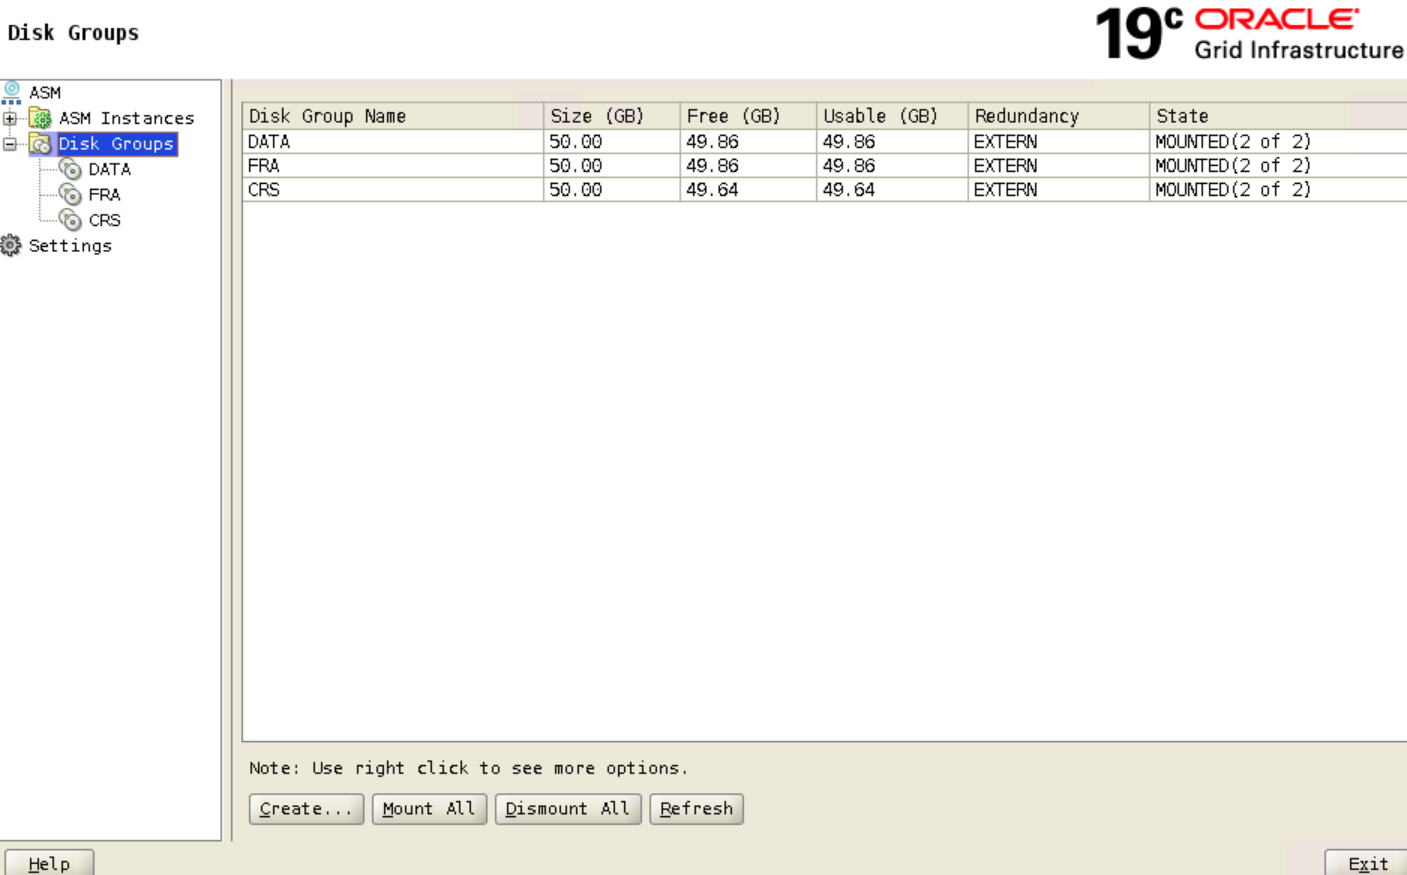 Disk Groups
19c ORACLE
Grid Infrastructure
ASM
ASM Instances
Disk Groups
DATA
FRA
CRS
Settings
Disk Group Name Size (GB) Free (GB) Usable (GB) Redundancy State
DATA 50.00 49.86 49.86 EXTERN MOUNTED(2 of 2)
FRA 50.00 49.86 49.86 EXTERN MOUNTED(2 of 2)
CRS 50.00 49.64 49.64 EXTERN MOUNTED(2 of 2)
Note: Use right click to see more options.
Create... Mount All Dismount All Refresh
Help Exit